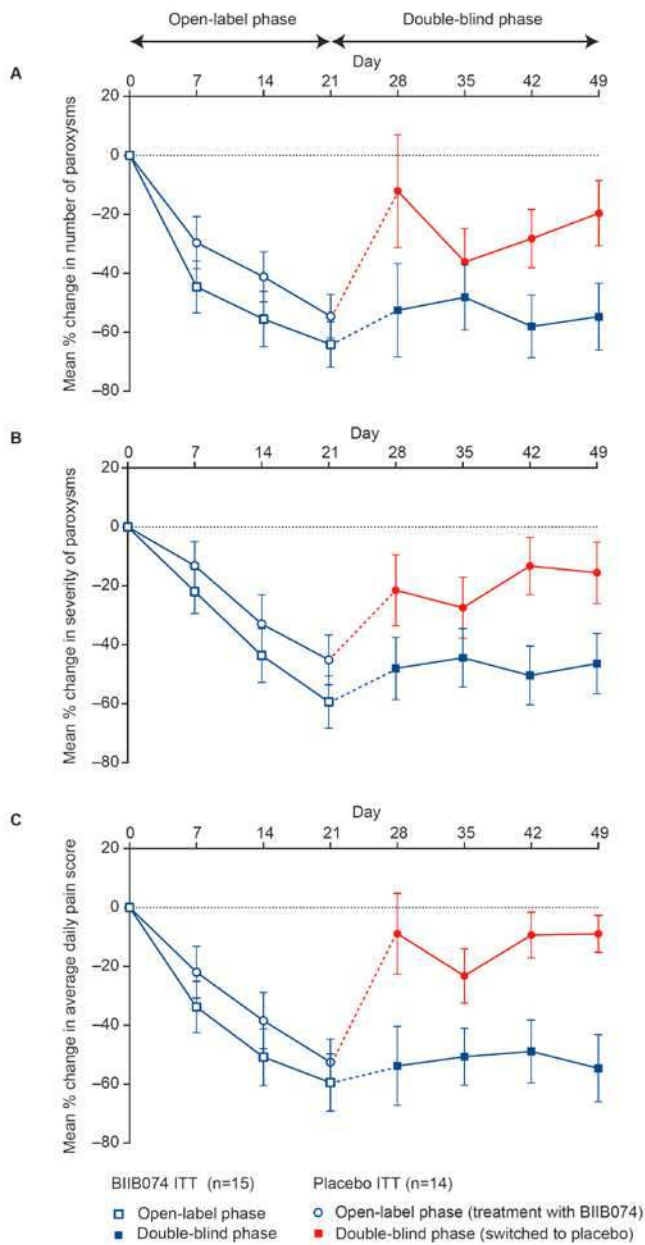 Open-label phase Double-blind phase
A
Day
0 7 14 21 28 35 42 49
Mean % change in number of paroxysms
20
0
–20
–40
–60
–80
B
Day
0 7 14 21 28 35 42 49
Mean % change in severity of paroxysms
20
0
–20
–40
–60
–80
C
Day
0 7 14 21 28 35 42 49
Mean % change in average daily pain score
20
0
–20
–40
–60
–80
BIIB074 ITT (n=15) Placebo ITT (n=14)
Open-label phase Open-label phase (treatment with BIIB074)
Double-blind phase Double-blind phase (switched to placebo)